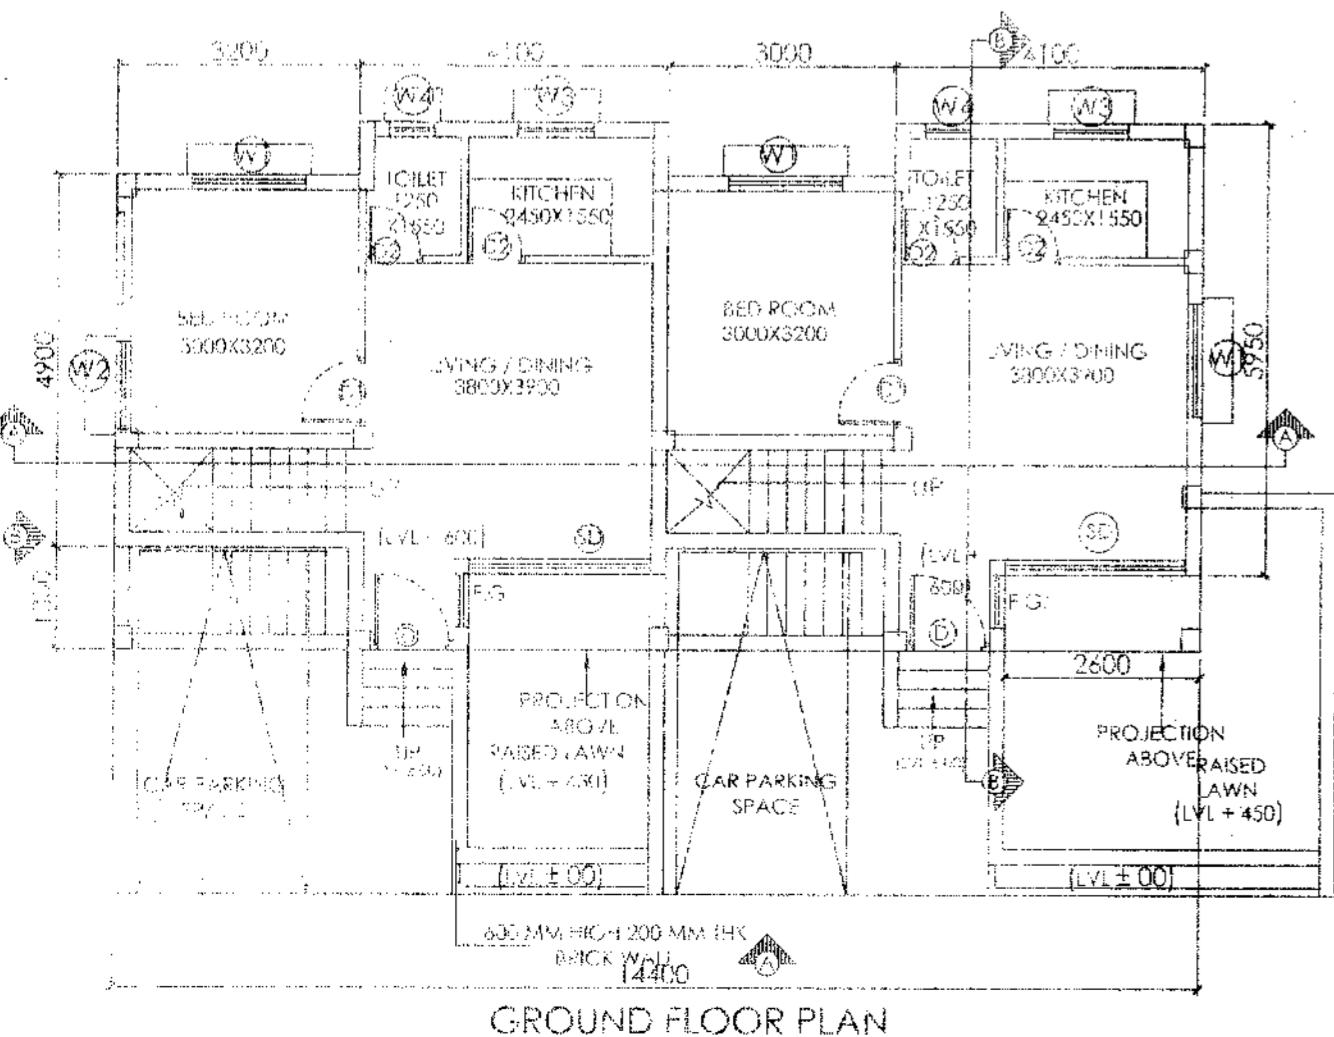 3200
4100
3000
4100
B
W4
W3
W4
W3
W1
W1
TOILET
1250
X1550
KITCHEN
2450X1550
TOILET
1250
X1550
KITCHEN
2450X1550
D2
D2
D2
D2
BED ROOM
3000X3200
BED ROOM
3000X3200
4900
5950
W2
LIVING / DINING
3800X3900
LIVING / DINING
3800X3900
D1
D1
A
A
UP
UP
B
(LVL + 600)
SD
(LVL +
600)
SD
F.G.
F.G.
D
D
2600
PROJECTION
ABOVE
RAISED LAWN
(LVL + 450)
UP
UP
PROJECTION
ABOVE
RAISED
LAWN
(LVL + 450)
CAR PARKING
SPACE
CAR PARKING
SPACE
B
(LVL ± 00)
(LVL ± 00)
600 MM HIGH 200 MM THK
BRICK WALL
A
14400
GROUND FLOOR PLAN